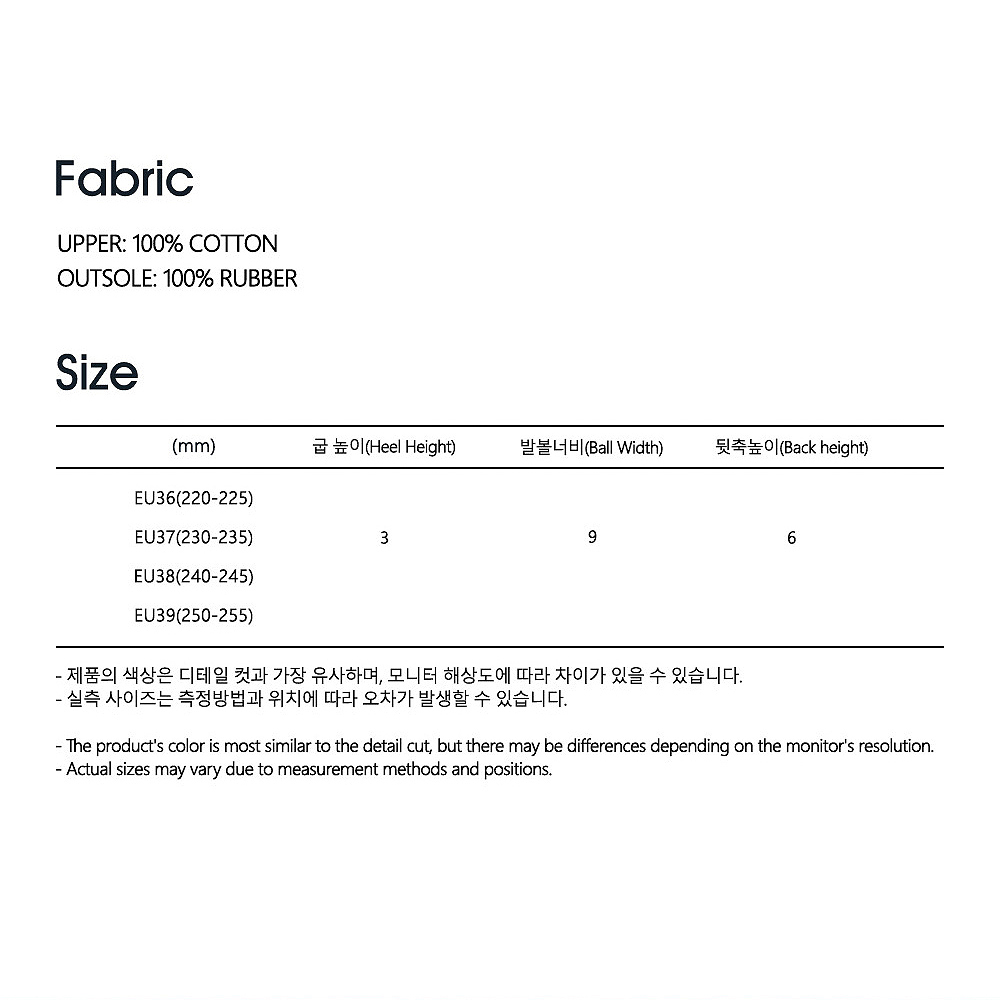 Fabric
UPPER: 100% COTTON
OUTSOLE: 100% RUBBER
Size
(mm) 굽 높이(Heel Height) 발볼너비(Ball Width) 뒷축높이(Back height)
EU36(220-225)
EU37(230-235) 3 9 6
EU38(240-245)
EU39(250-255)
- 제품의 색상은 디테일 컷과 가장 유사하며, 모니터 해상도에 따라 차이가 있을 수 있습니다.
- 실측 사이즈는 측정방법과 위치에 따라 오차가 발생할 수 있습니다.
- The product's color is most similar to the detail cut, but there may be differences depending on the monitor's resolution.
- Actual sizes may vary due to measurement methods and positions.